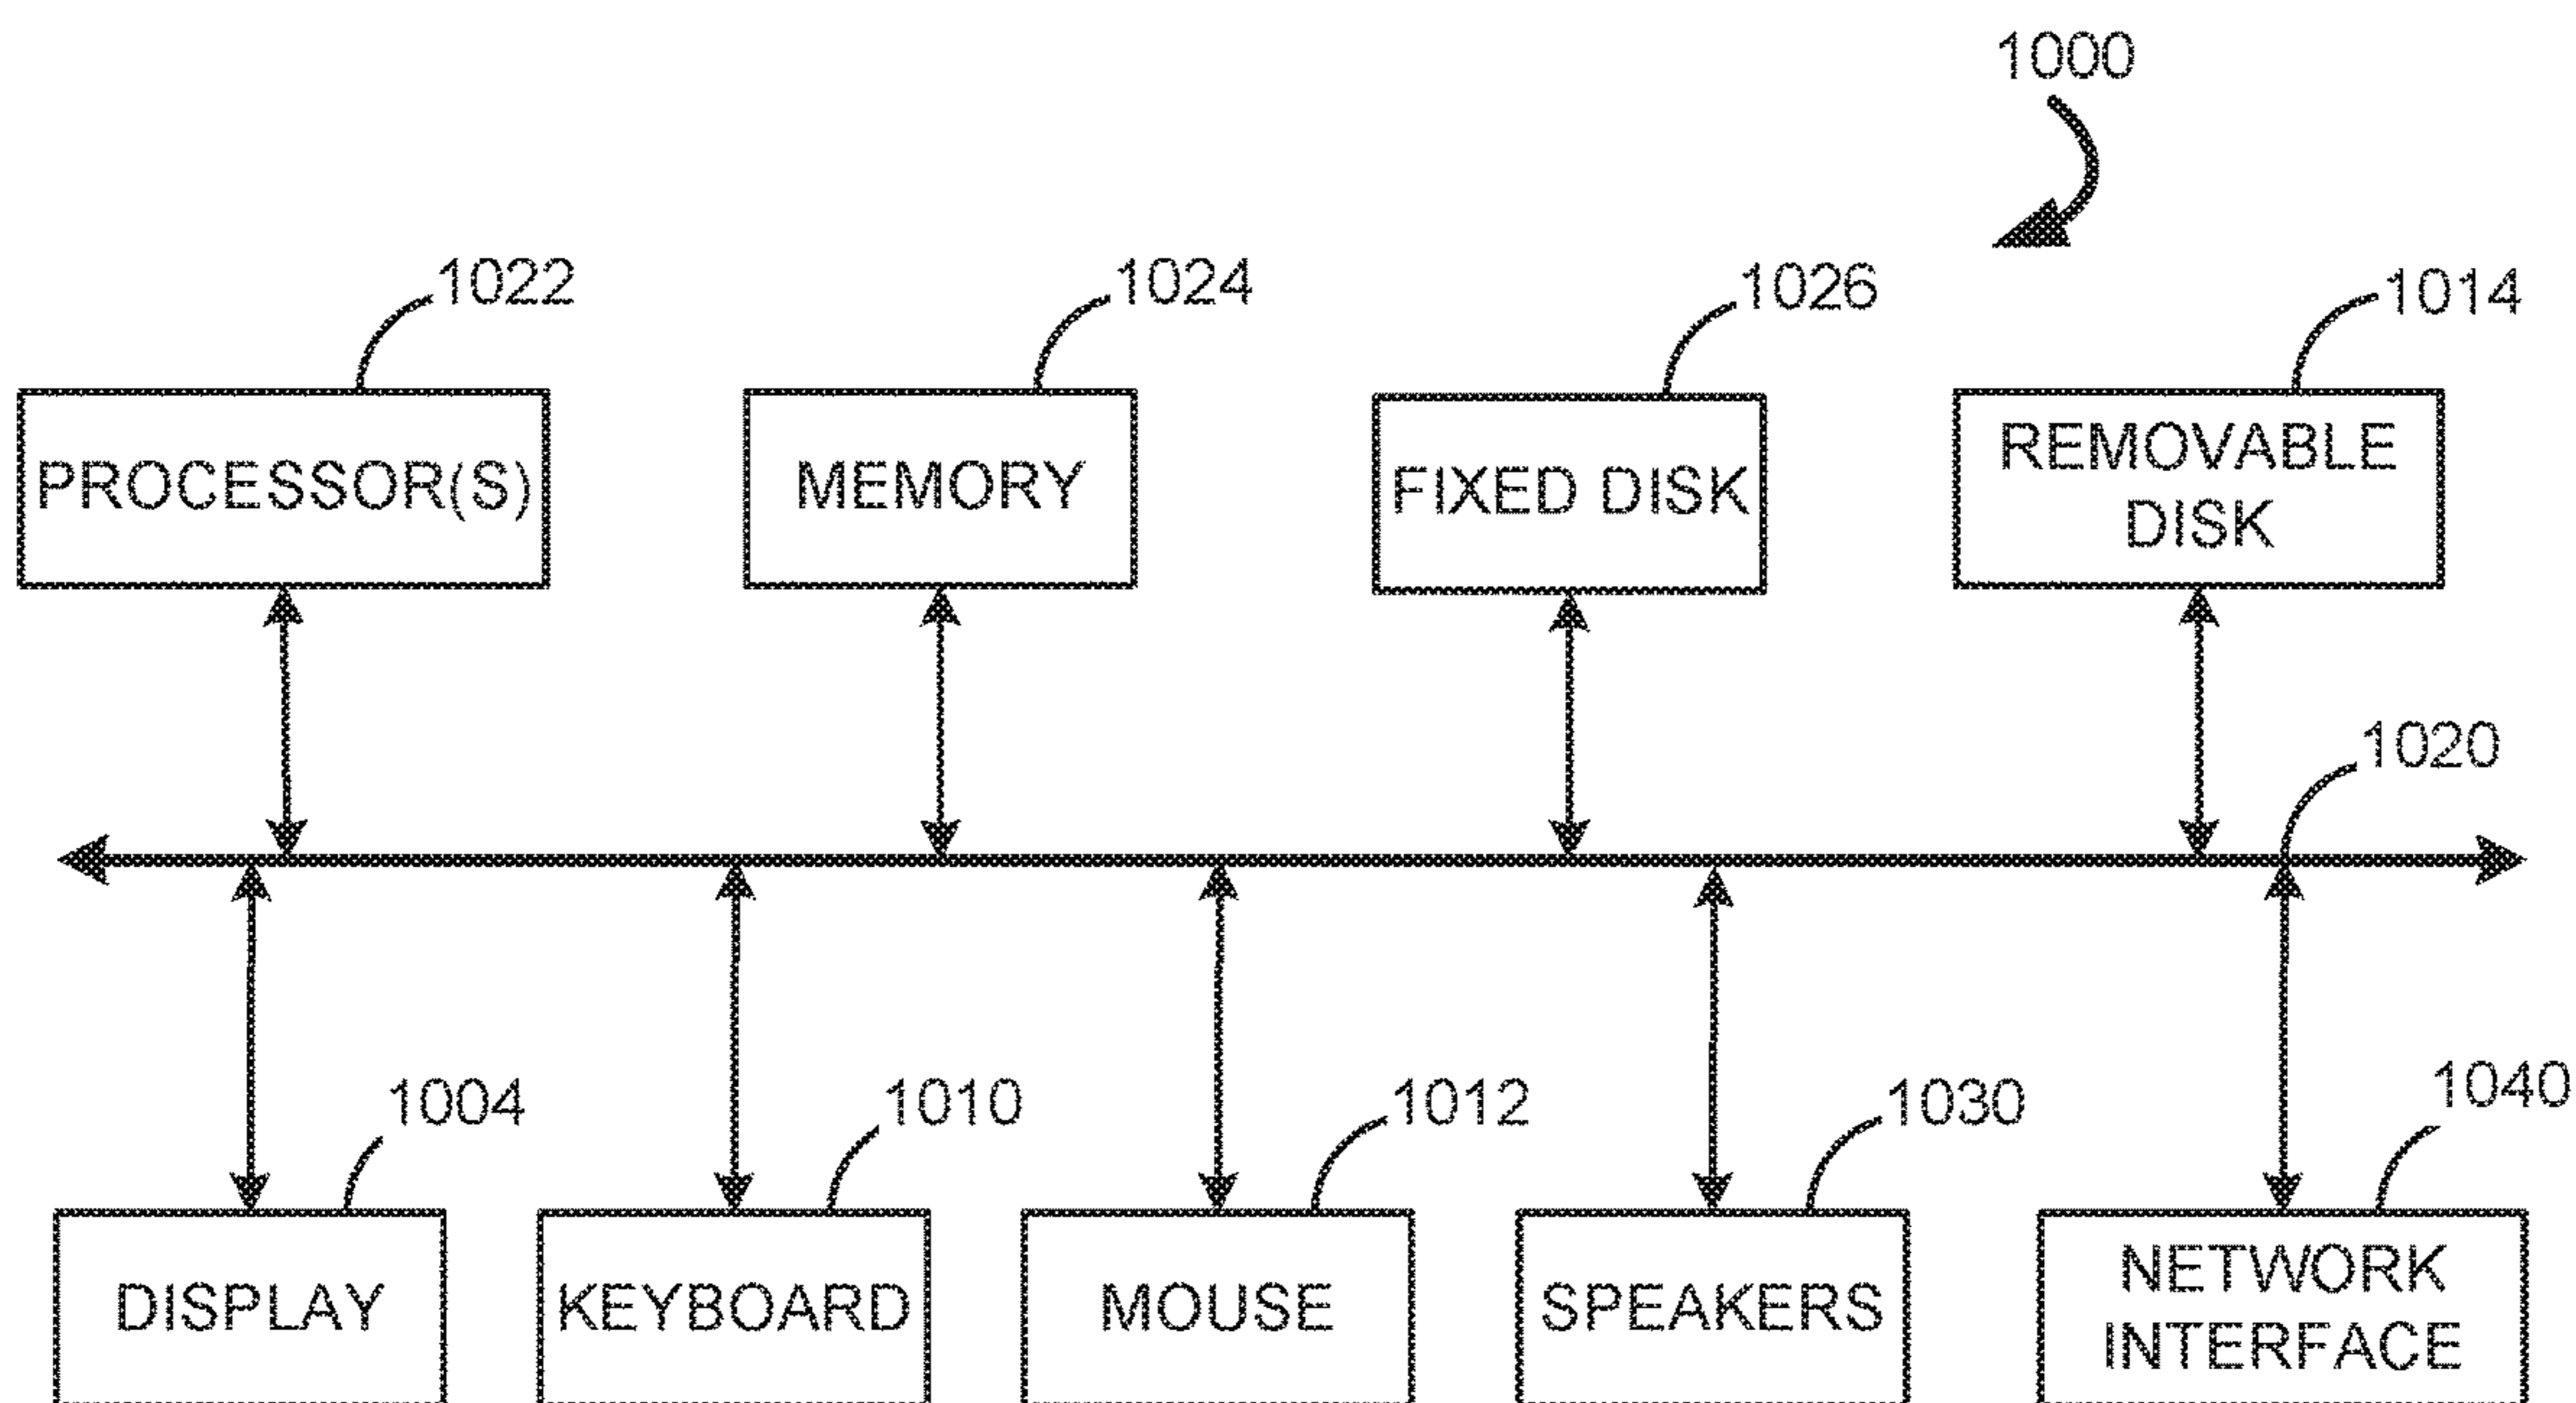 1000
1022
1024
1026
1014
PROCESSOR(S)
MEMORY
FIXED DISK
REMOVABLE
DISK
1020
1004
1010
1012
1030
1040
DISPLAY
KEYBOARD
MOUSE
SPEAKERS
NETWORK
INTERFACE